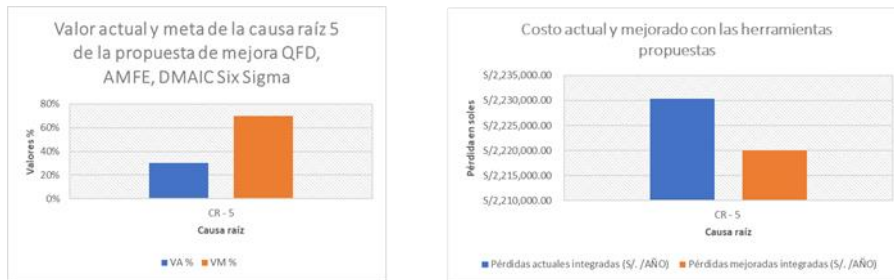 Valor actual y meta de la causa raíz 5
de la propuesta de mejora QFD,
AMFE, DMAIC Six Sigma
Valores %
80%
60%
40%
20%
0%
CR - 5
Causa raíz
VA % VM %
Costo actual y mejorado con las herramientas
propuestas
Pérdida en soles
S/2,235,000.00
S/2,230,000.00
S/2,225,000.00
S/2,220,000.00
S/2,215,000.00
S/2,210,000.00
CR - 5
Causa raíz
Pérdidas actuales integradas (S/. /AÑO) Pérdidas mejoradas integradas (S/. /AÑO)